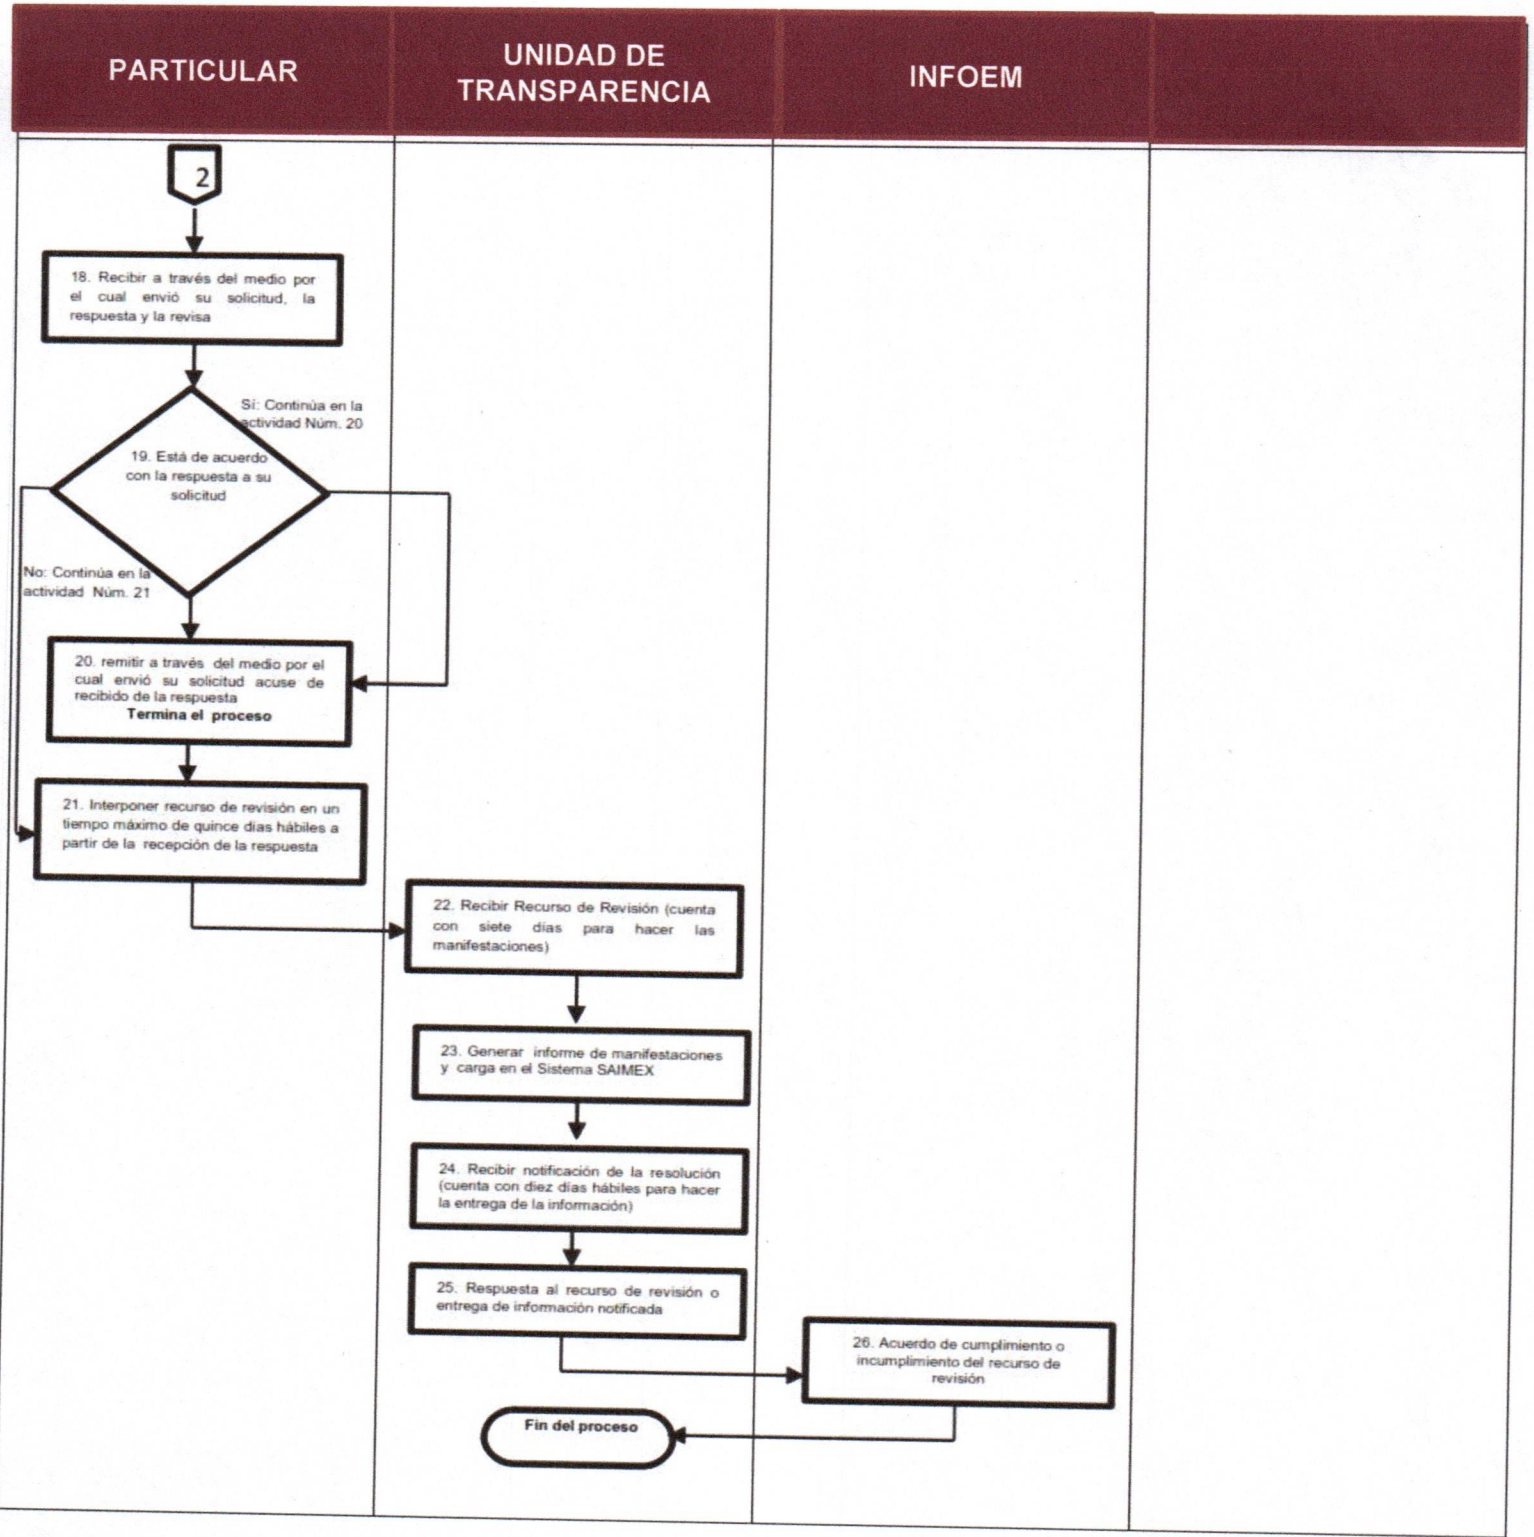 PARTICULAR
UNIDAD DE
TRANSPARENCIA
INFOEM
2
18. Recibir a través del medio por
el cual envió su solicitud, la
respuesta y la revisa
Sí: Continúa en la
actividad Núm. 20
19. Está de acuerdo
con la respuesta a su
solicitud
No: Continúa en la
actividad Núm. 21
20. remitir a través del medio por el
cual envió su solicitud acuse de
recibido de la respuesta
Termina el proceso
21. Interponer recurso de revisión en un
tiempo máximo de quince días hábiles a
partir de la recepción de la respuesta
22. Recibir Recurso de Revisión (cuenta
con siete días para hacer las
manifestaciones)
23. Generar informe de manifestaciones
y carga en el Sistema SAIMEX
24. Recibir notificación de la resolución
(cuenta con diez días hábiles para hacer
la entrega de la información)
25. Respuesta al recurso de revisión o
entrega de información notificada
26. Acuerdo de cumplimiento o
incumplimiento del recurso de
revisión
Fin del proceso